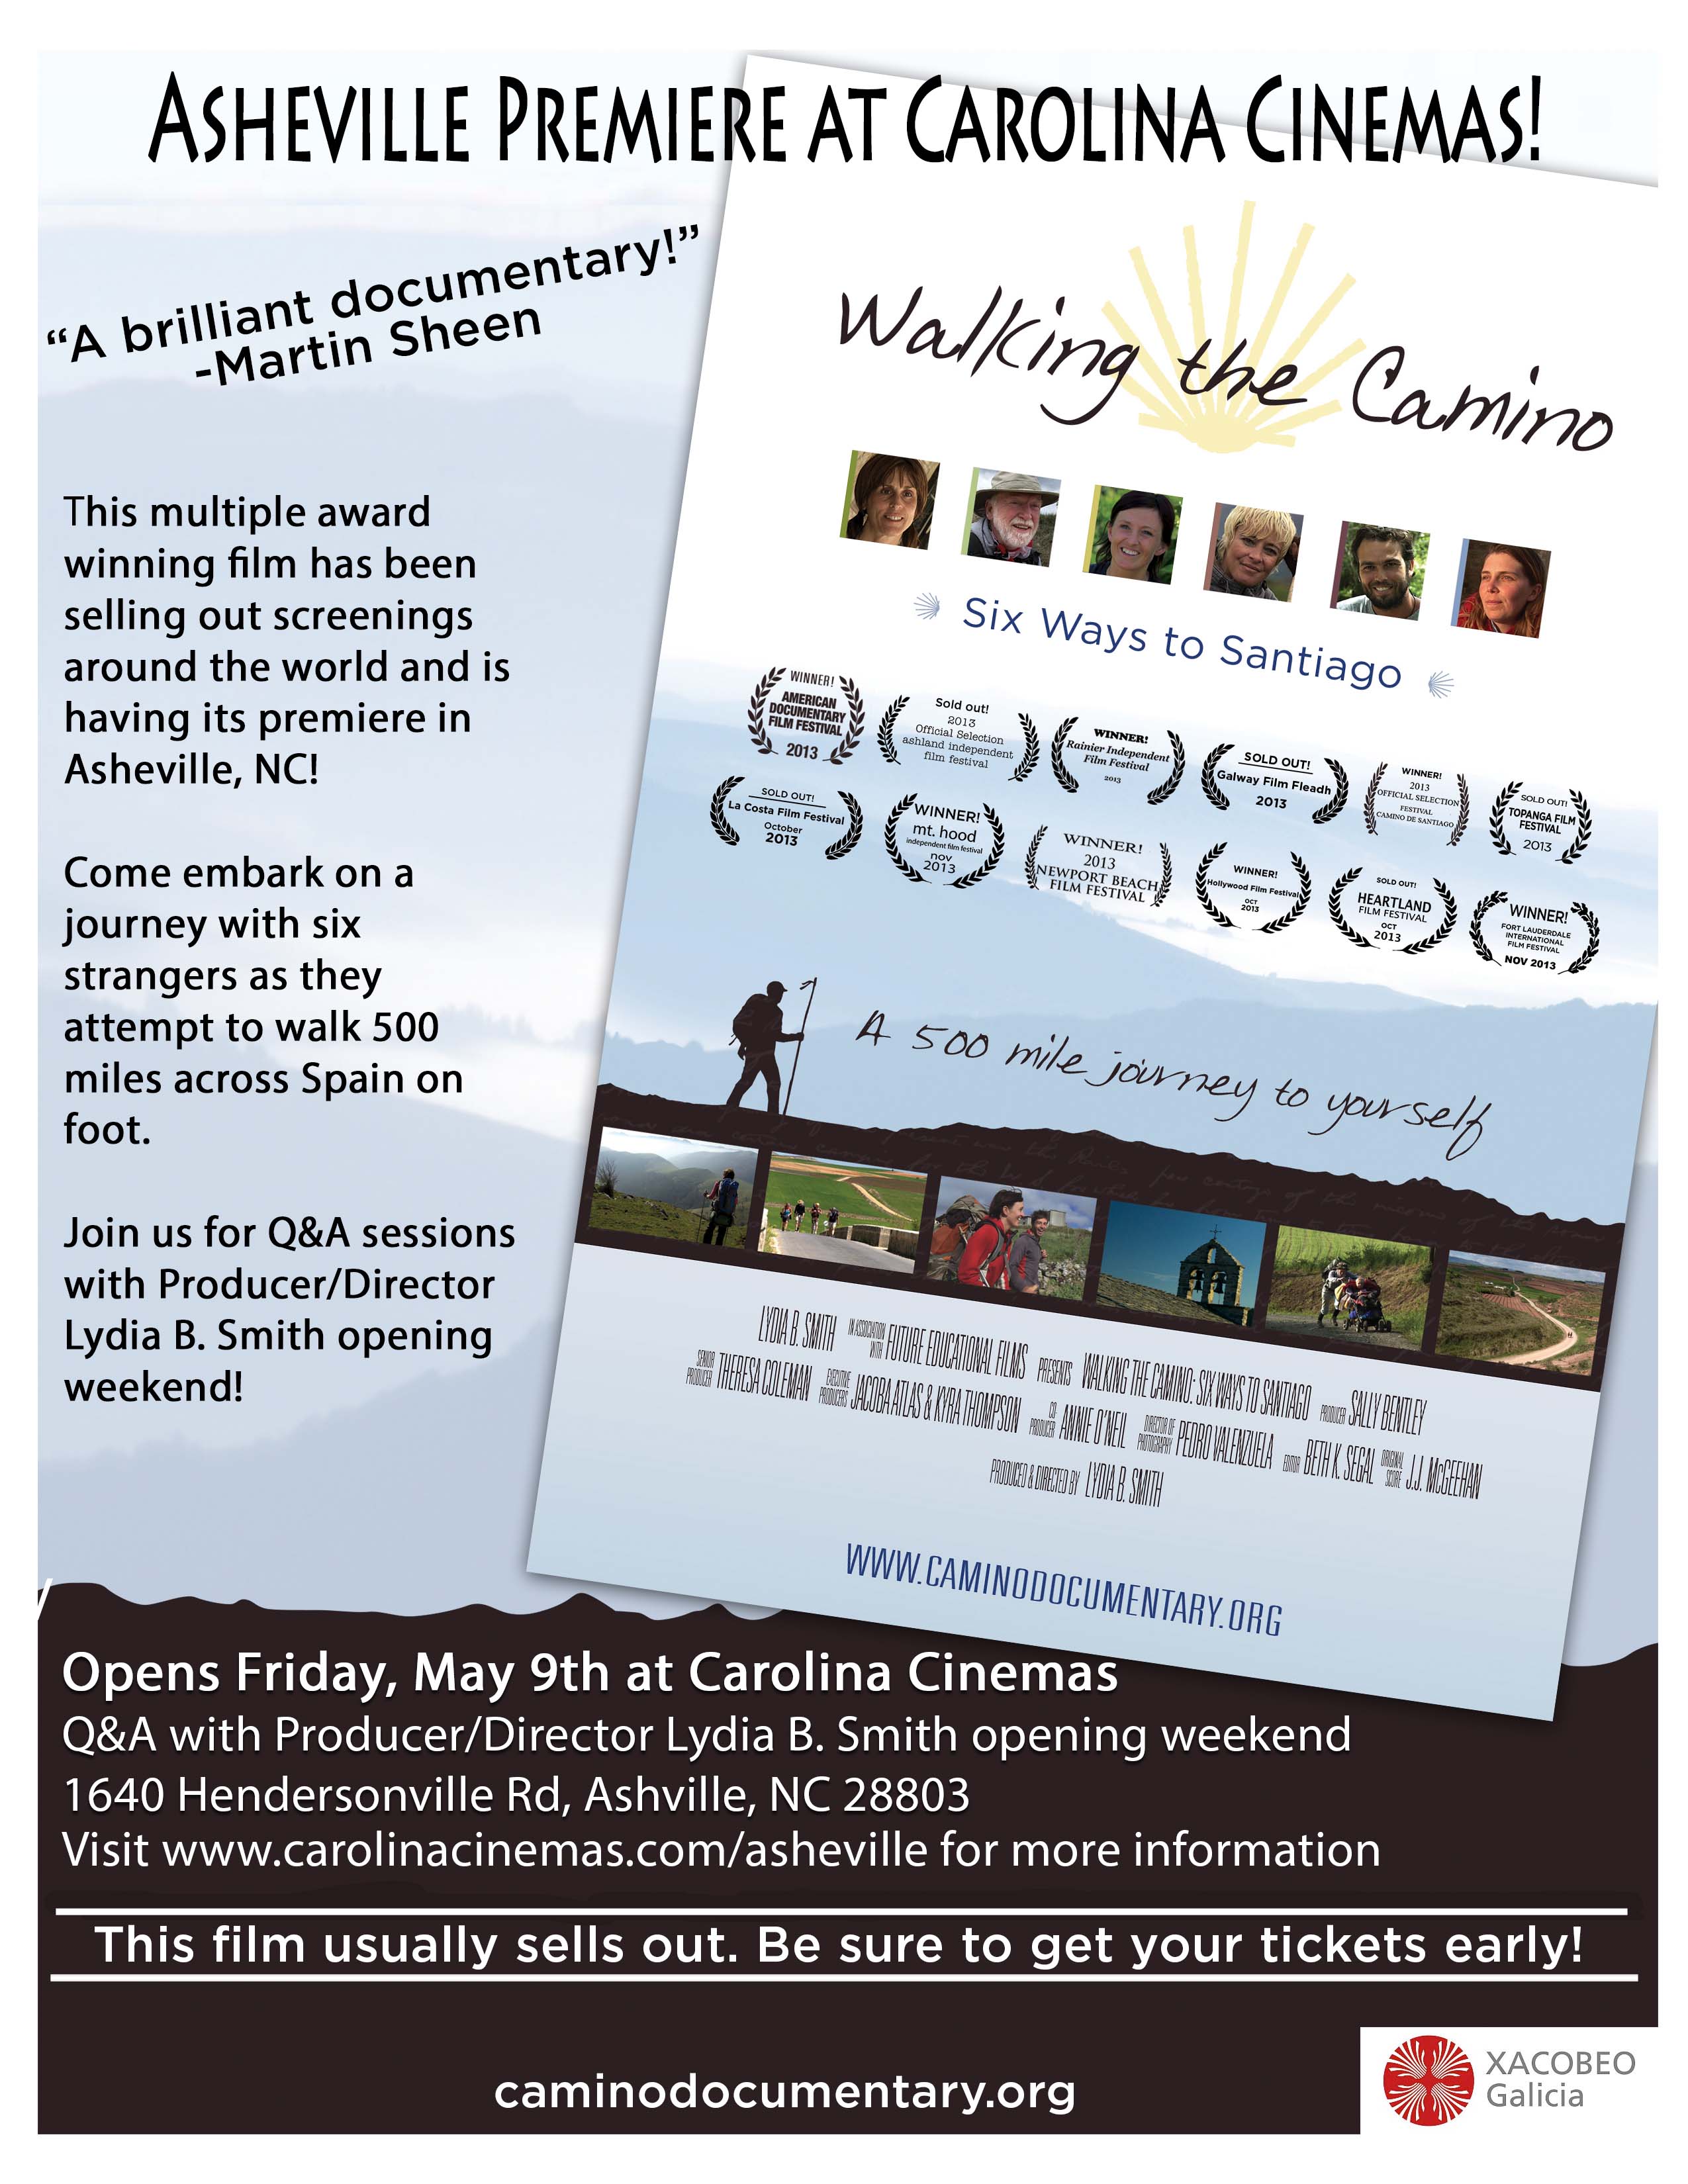 ASHEVILLE PREMIERE AT CAROLINA CINEMAS!
“A brilliant documentary!”
-Martin Sheen
This multiple award
winning film has been
selling out screenings
around the world and is
having its premiere in
Asheville, NC!
Come embark on a
journey with six
strangers as they
attempt to walk 500
miles across Spain on
foot.
Join us for Q&A sessions
with Producer/Director
Lydia B. Smith opening
weekend!
Walking the Camino
Six Ways to Santiago
WINNER!
AMERICAN
DOCUMENTARY
FILM FESTIVAL
2013
Sold out!
2013
Official Selection
ashland independent
film festival
WINNER!
Rainier Independent
Film Festival
2013
SOLD OUT!
Galway Film Fleadh
2013
WINNER!
2013
OFFICIAL SELECTION
FESTIVAL
CAMINO DE SANTIAGO
SOLD OUT!
TOPANGA FILM
FESTIVAL
2013
SOLD OUT!
La Costa Film Festival
October
2013
WINNER!
mt. hood
independent film festival
nov
2013
WINNER!
2013
NEWPORT BEACH
FILM FESTIVAL
WINNER!
Hollywood Film Festival
OCT
2013
SOLD OUT!
HEARTLAND
FILM FESTIVAL
OCT
2013
WINNER!
FORT LAUDERDALE
INTERNATIONAL
FILM FESTIVAL
NOV 2013
A 500 mile journey to yourself
LYDIA B. SMITH IN ASSOCIATION WITH FUTURE EDUCATIONAL FILMS PRESENTS WALKING THE CAMINO: SIX WAYS TO SANTIAGO PRODUCER SALLY BENTLEY
SENIOR PRODUCER THERESA COLEMAN EXECUTIVE PRODUCERS JACOBA ATLAS & KYRA THOMPSON CO PRODUCER ANNIE O'NEIL DIRECTOR OF PHOTOGRAPHY PEDRO VALENZUELA EDITOR BETH K. SEGAL ORIGINAL SCORE J.J. McGEEHAN
PRODUCED & DIRECTED BY LYDIA B. SMITH
WWW.CAMINODOCUMENTARY.ORG
Opens Friday, May 9th at Carolina Cinemas
Q&A with Producer/Director Lydia B. Smith opening weekend
1640 Hendersonville Rd, Ashville, NC 28803
Visit www.carolinacinemas.com/asheville for more information
This film usually sells out. Be sure to get your tickets early!
caminodocumentary.org
XACOBEO
Galicia